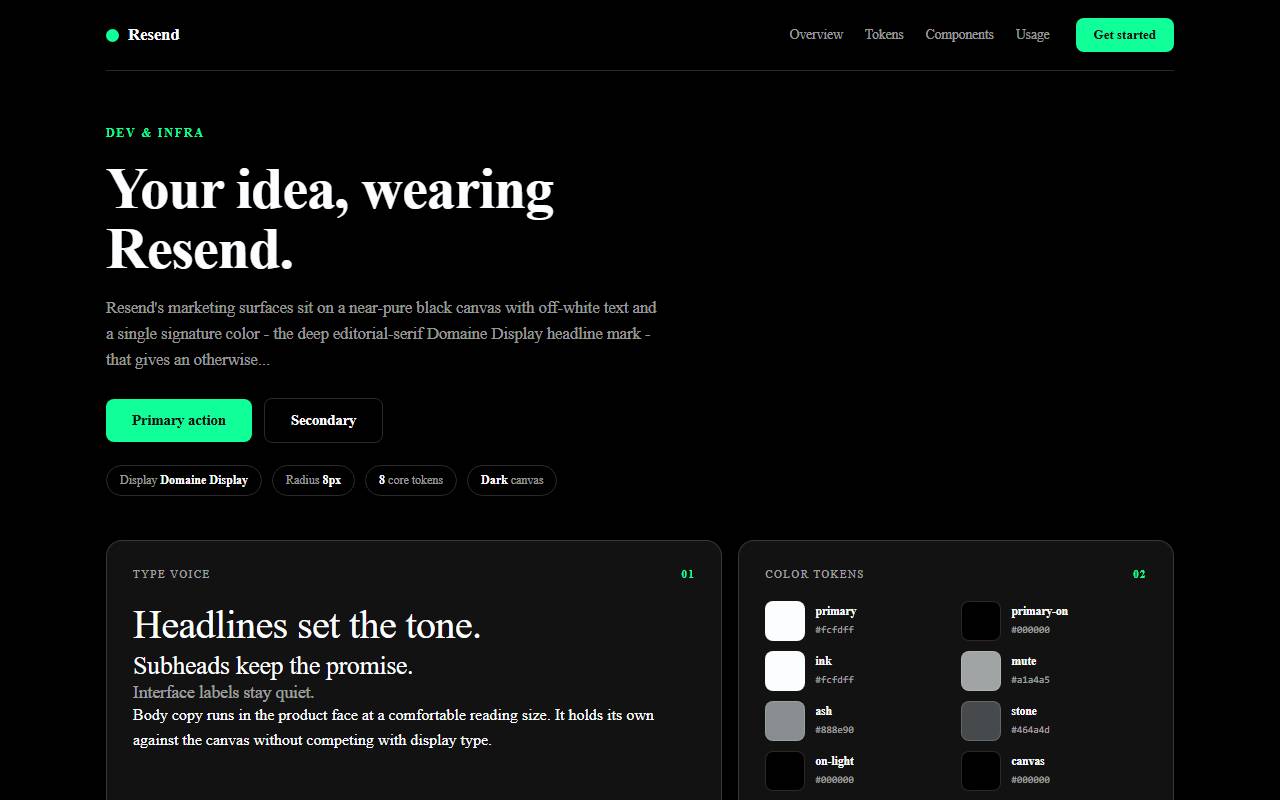 Resend
Overview
Tokens
Components
Usage
Get started
DEV & INFRA
Your idea, wearing
Resend.
Resend's marketing surfaces sit on a near-pure black canvas with off-white text and
a single signature color - the deep editorial-serif Domaine Display headline mark -
that gives an otherwise...
Primary action
Secondary
Display Domaine Display
Radius 8px
8 core tokens
Dark canvas
TYPE VOICE
01
Headlines set the tone.
Subheads keep the promise.
Interface labels stay quiet.
Body copy runs in the product face at a comfortable reading size. It holds its own
against the canvas without competing with display type.
COLOR TOKENS
02
primary
#fcfdff
primary-on
#000000
ink
#fcfdff
mute
#a1a4a5
ash
#888e90
stone
#464a4d
on-light
#000000
canvas
#000000